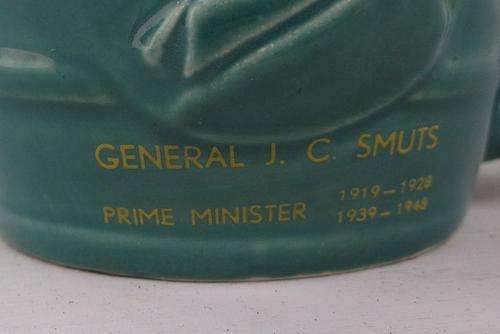 GENERAL J. C. SMUTS
1919-1928
PRIME MINISTER 1939-1948